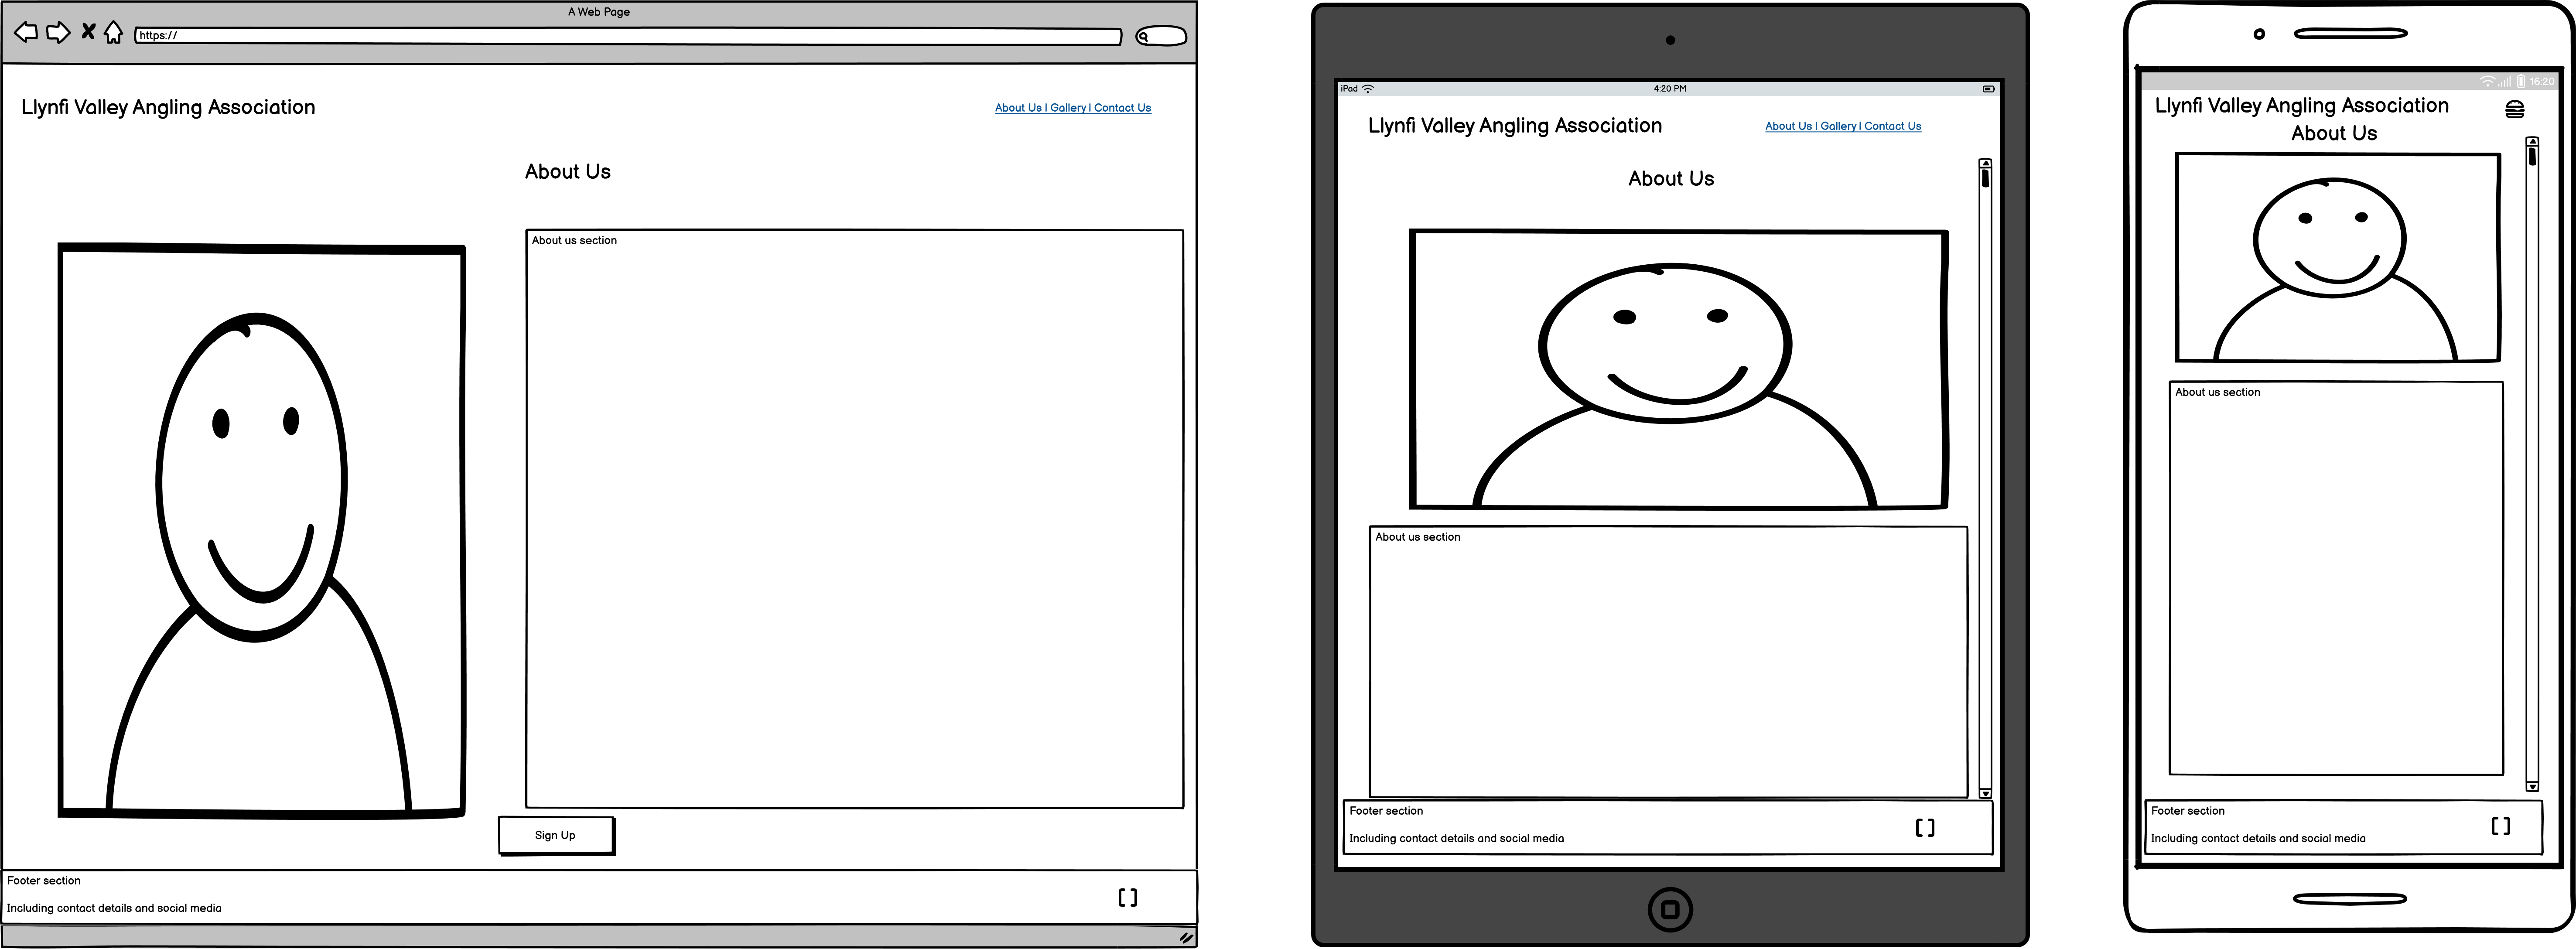 A Web Page
https://
Llynfi Valley Angling Association
About Us | Gallery | Contact Us
About Us
About us section
Sign Up
Footer section
Including contact details and social media
[ ]
iPad
4:20 PM
Llynfi Valley Angling Association
About Us | Gallery | Contact Us
About Us
About us section
Footer section
Including contact details and social media
[ ]
16:20
Llynfi Valley Angling Association
About Us
About us section
Footer section
Including contact details and social media
[ ]